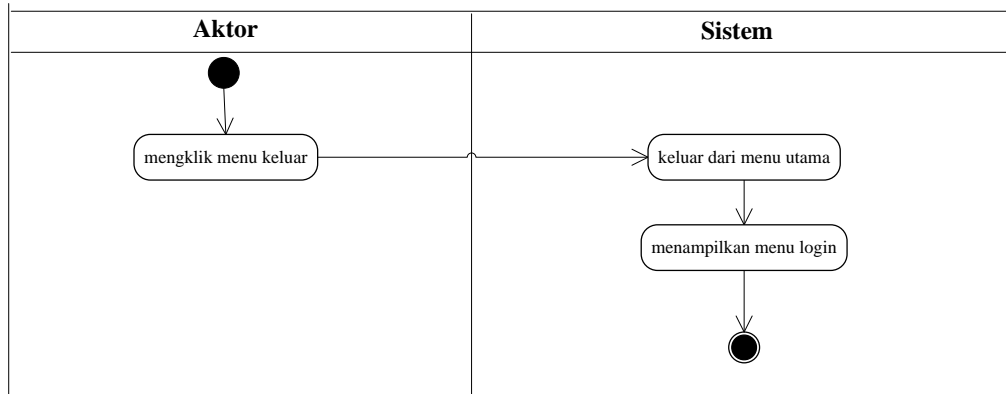 Aktor
Sistem
mengklik menu keluar
keluar dari menu utama
menampilkan menu login